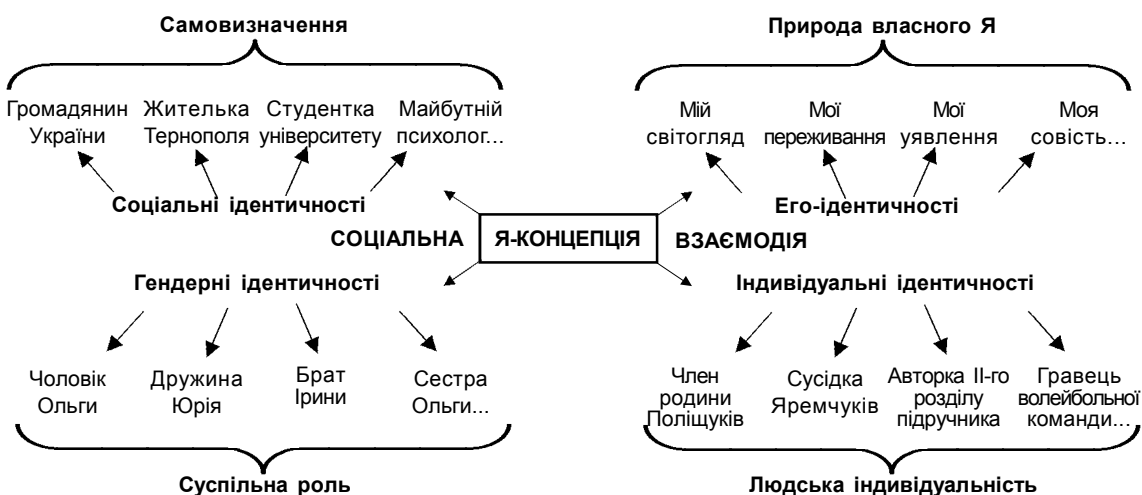 Самовизначення
Природа власного Я
Громадянин Жителька Студентка Майбутній
України Тернополя університету психолог...
Мій Мої Мої Моя
світогляд переживання уявлення совість...
Соціальні ідентичності
Его-ідентичності
СОЦІАЛЬНА Я-КОНЦЕПЦІЯ ВЗАЄМОДІЯ
Гендерні ідентичності
Індивідуальні ідентичності
Чоловік Дружина Брат Сестра
Ольги Юрія Ірини Ольги...
Член Сусідка Авторка ІІ-го Гравець
родини Яремчуків розділу волейбольної
Поліщуків підручника команди...
Суспільна роль
Людська індивідуальність